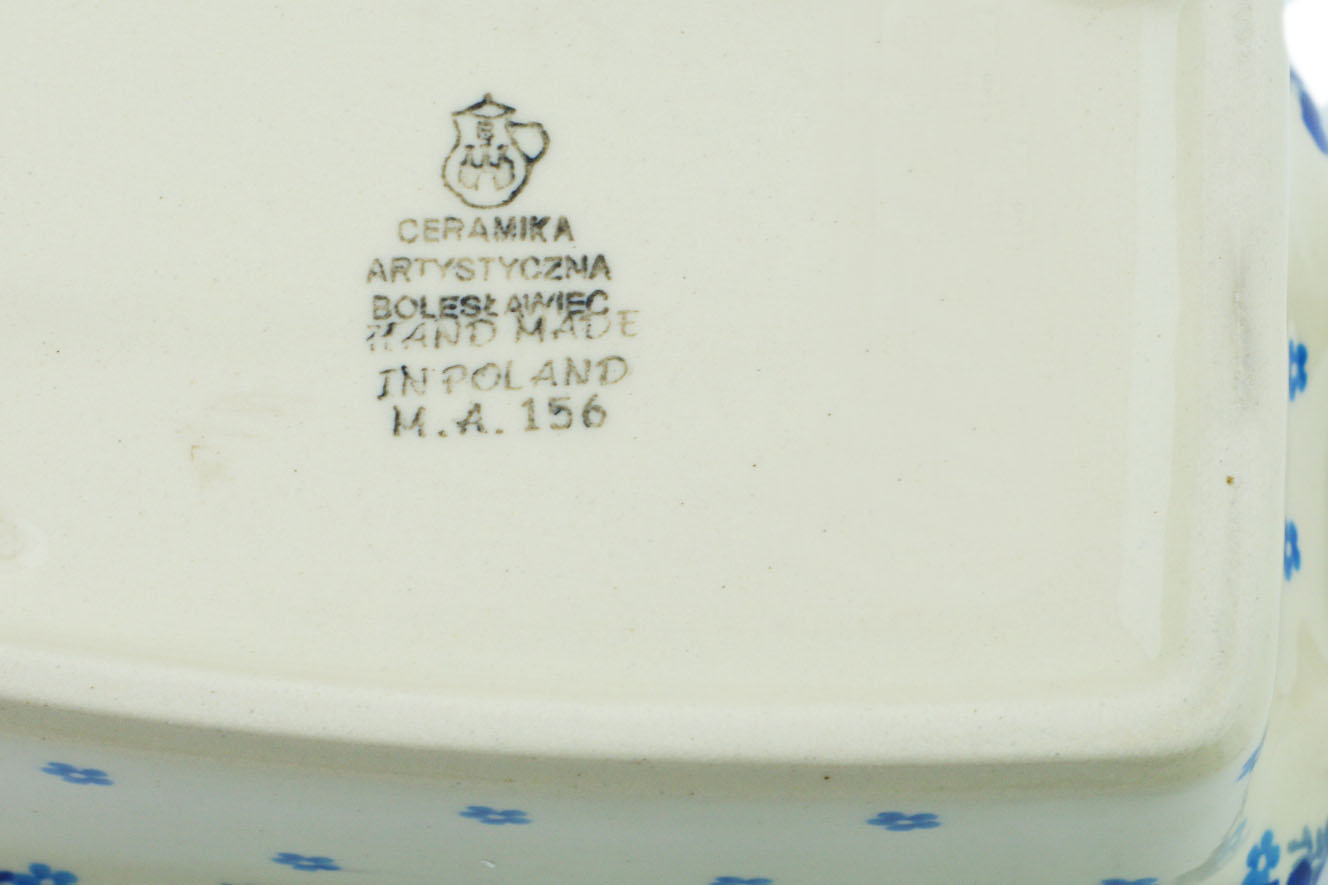 CERAMIKA
ARTYSTYCZNA
BOLESŁAWIEC
HAND MADE
IN POLAND
M.A. 156